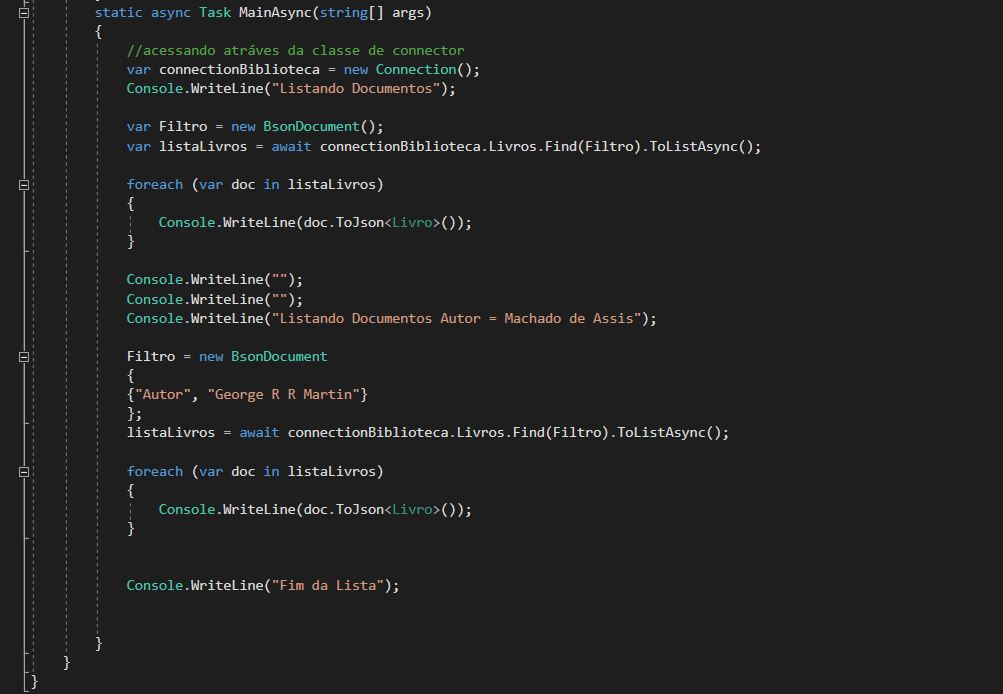 static async Task MainAsync(string[] args)
{
//acessando atráves da classe de connector
var connectionBiblioteca = new Connection();
Console.WriteLine("Listando Documentos");
var Filtro = new BsonDocument();
var listaLivros = await connectionBiblioteca.Livros.Find(Filtro).ToListAsync();
foreach (var doc in listaLivros)
{
Console.WriteLine(doc.ToJson<Livro>());
}
Console.WriteLine("");
Console.WriteLine("");
Console.WriteLine("Listando Documentos Autor = Machado de Assis");
Filtro = new BsonDocument
{
{"Autor", "George R R Martin"}
};
listaLivros = await connectionBiblioteca.Livros.Find(Filtro).ToListAsync();
foreach (var doc in listaLivros)
{
Console.WriteLine(doc.ToJson<Livro>());
}
Console.WriteLine("Fim da Lista");
}
}
}